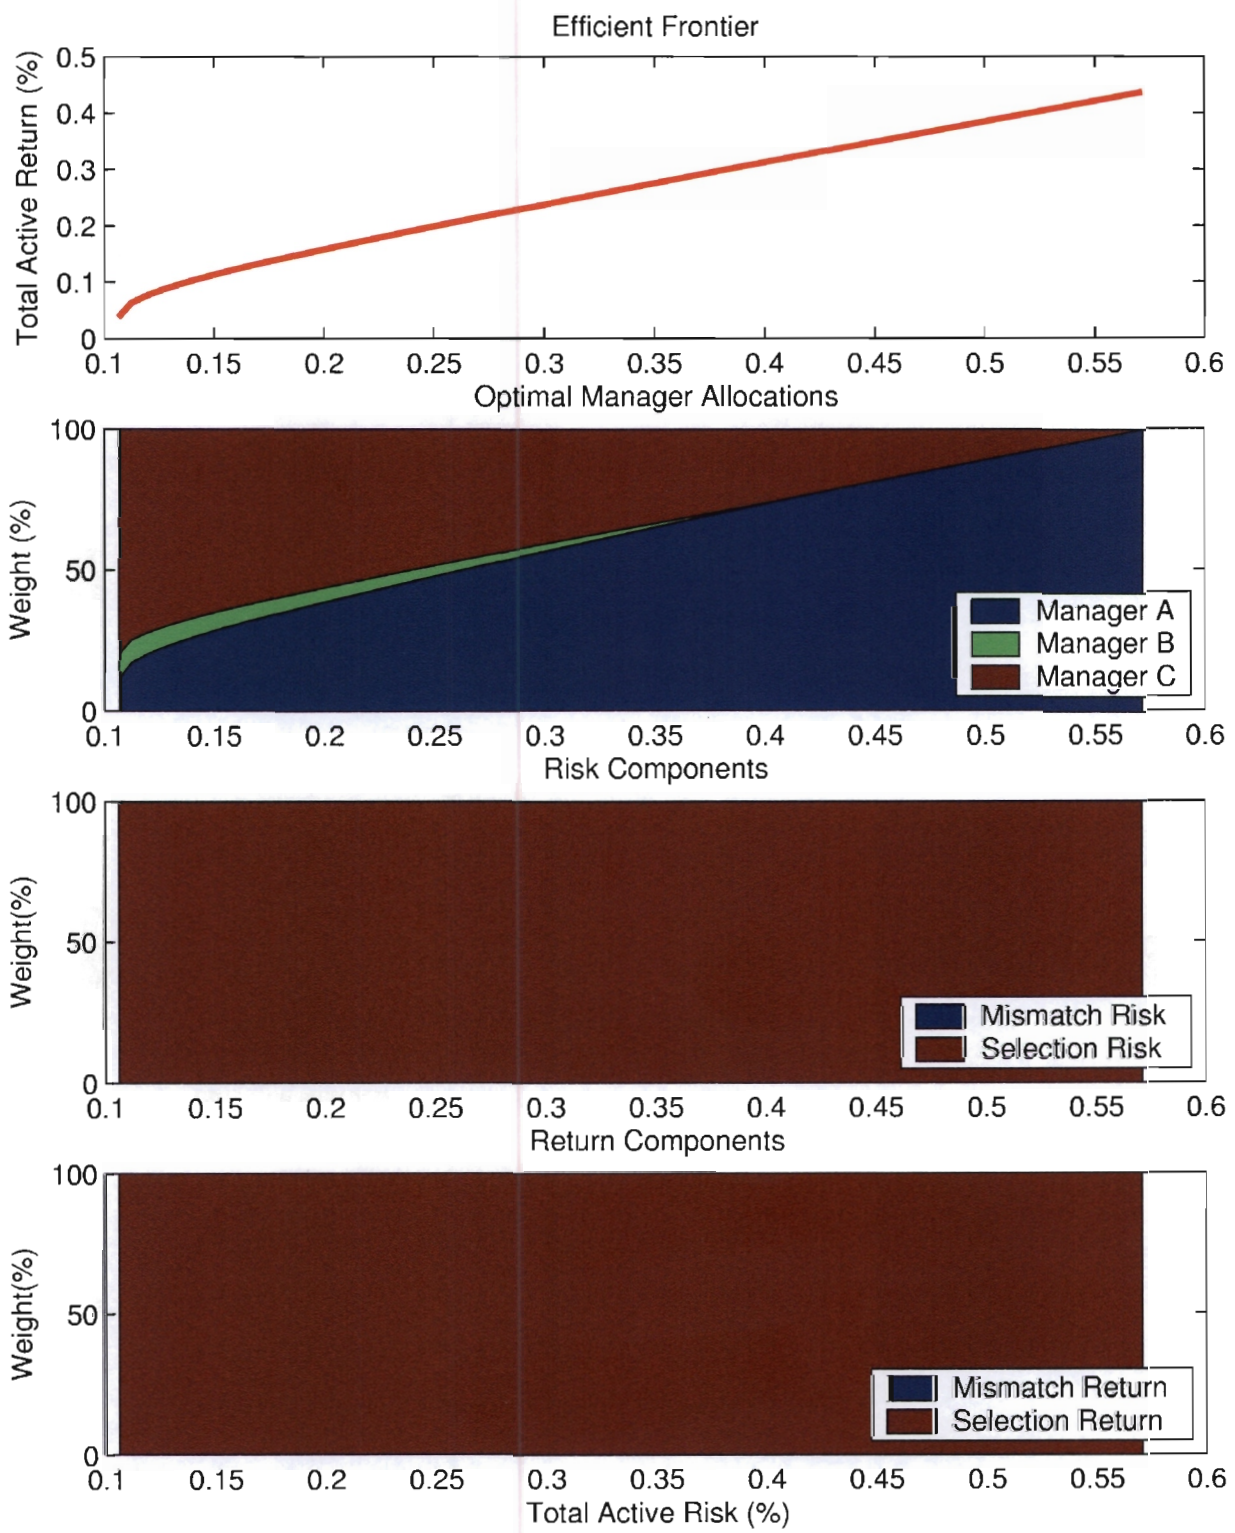 Efficient Frontier
Total Active Return (%)
0.5
0.4
0.3
0.2
0.1
0
0.1 0.15 0.2 0.25 0.3 0.35 0.4 0.45 0.5 0.55 0.6
Optimal Manager Allocations
Weight (%)
100
50
0
Manager A
Manager B
Manager C
0.1 0.15 0.2 0.25 0.3 0.35 0.4 0.45 0.5 0.55 0.6
Risk Components
Weight(%)
100
50
0
Mismatch Risk
Selection Risk
0.1 0.15 0.2 0.25 0.3 0.35 0.4 0.45 0.5 0.55 0.6
Return Components
Weight(%)
100
50
0
Mismatch Return
Selection Return
0.1 0.15 0.2 0.25 0.3 0.35 0.4 0.45 0.5 0.55 0.6
Total Active Risk (%)